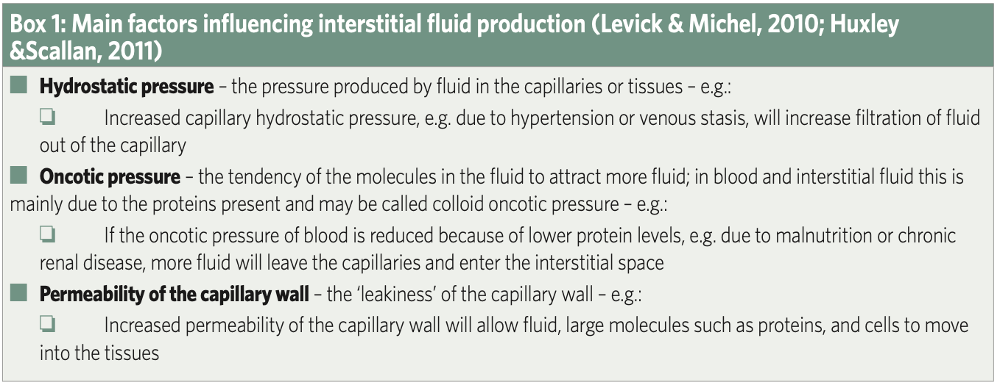 Box 1: Main factors influencing interstitial fluid production (Levick & Michel, 2010; Huxley
&Scallan, 2011)
Hydrostatic pressure – the pressure produced by fluid in the capillaries or tissues – e.g.:
Increased capillary hydrostatic pressure, e.g. due to hypertension or venous stasis, will increase filtration of fluid
out of the capillary
Oncotic pressure – the tendency of the molecules in the fluid to attract more fluid; in blood and interstitial fluid this is
mainly due to the proteins present and may be called colloid oncotic pressure – e.g.:
If the oncotic pressure of blood is reduced because of lower protein levels, e.g. due to malnutrition or chronic
renal disease, more fluid will leave the capillaries and enter the interstitial space
Permeability of the capillary wall – the ‘leakiness’ of the capillary wall – e.g.:
Increased permeability of the capillary wall will allow fluid, large molecules such as proteins, and cells to move
into the tissues